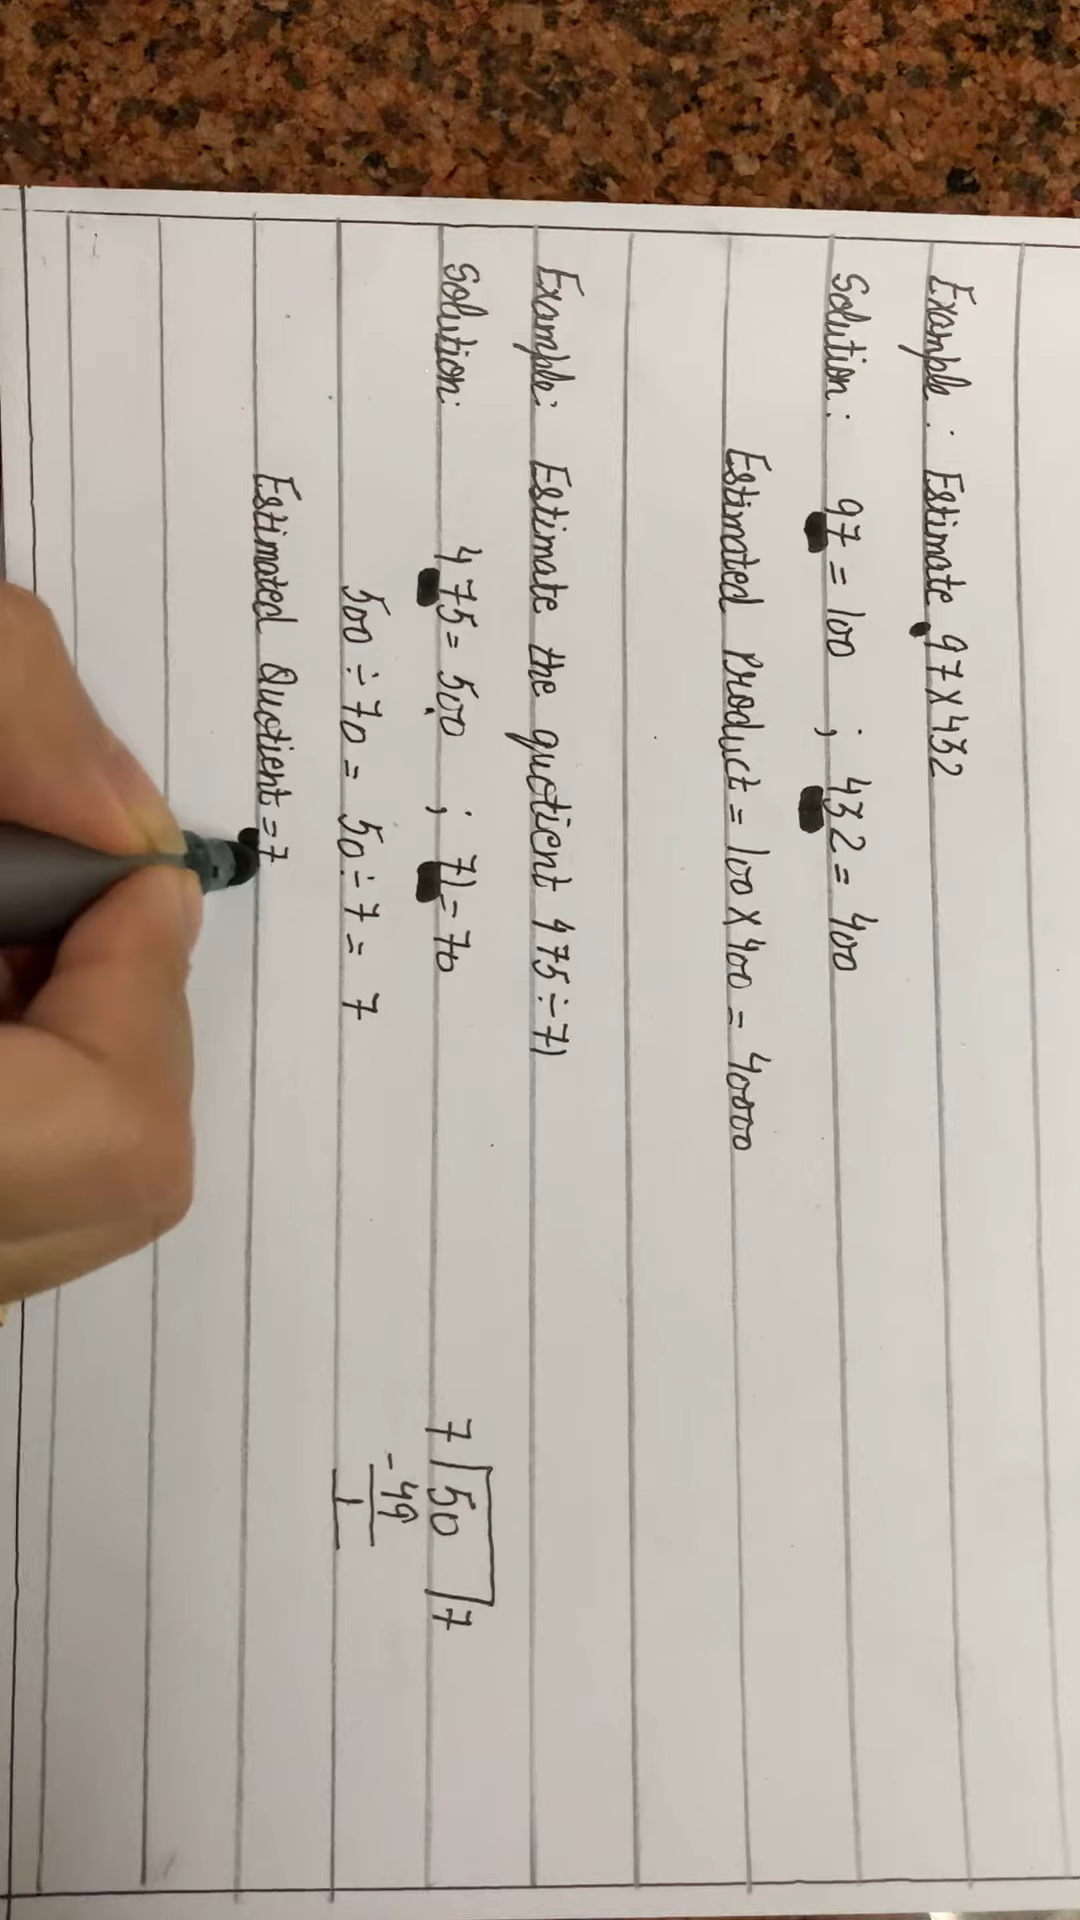 Example : Estimate 97 x 432
Solution: 97 = 100 ; 432 = 400
Estimated Product = 100 x 400 = 40000
Example: Estimate the quotient 475 ÷ 71
Solution: 475 = 500 ; 71 = 70
500 ÷ 70 = 50 ÷ 7 = 7
Estimated Quotient = 7
7 50 7
- 49
1